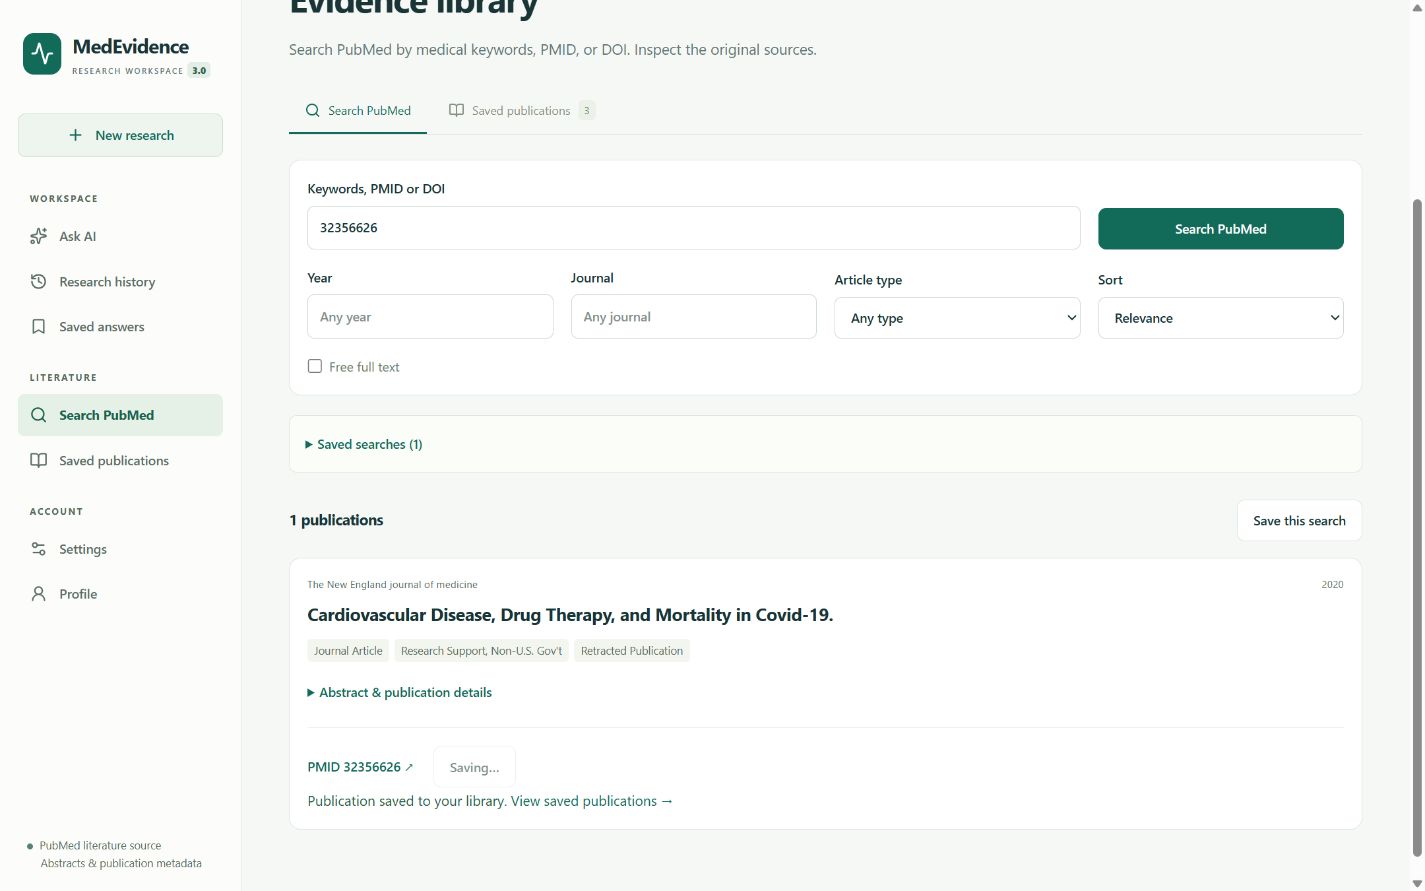 MedEvidence
RESEARCH WORKSPACE 3.0
+ New research
WORKSPACE
Ask AI
Research history
Saved answers
LITERATURE
Search PubMed
Saved publications
ACCOUNT
Settings
Profile
PubMed literature source
Abstracts & publication metadata
Evidence library
Search PubMed by medical keywords, PMID, or DOI. Inspect the original sources.
Search PubMed
Saved publications 3
Keywords, PMID or DOI
32356626
Search PubMed
Year
Journal
Article type
Sort
Any year
Any journal
Any type
Relevance
Free full text
▶ Saved searches (1)
1 publications
Save this search
The New England journal of medicine
2020
Cardiovascular Disease, Drug Therapy, and Mortality in Covid-19.
Journal Article
Research Support, Non-U.S. Gov't
Retracted Publication
▶ Abstract & publication details
PMID 32356626 ↗
Saving...
Publication saved to your library. View saved publications →